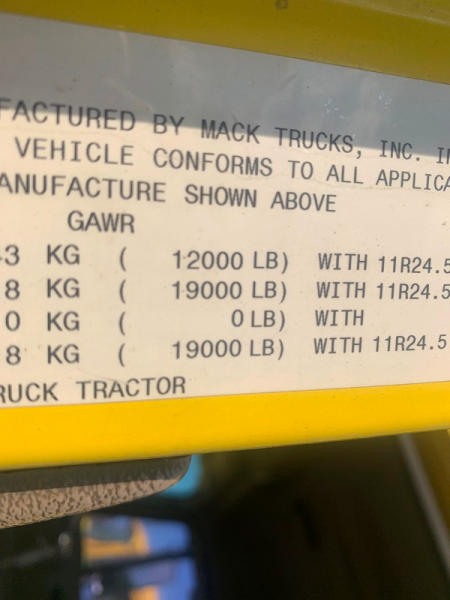 FACTURED BY MACK TRUCKS, INC. I
VEHICLE CONFORMS TO ALL APPLICA
ANUFACTURE SHOWN ABOVE
GAWR
3 KG ( 12000 LB) WITH 11R24.5
8 KG ( 19000 LB) WITH 11R24.5
0 KG ( 0 LB) WITH
8 KG ( 19000 LB) WITH 11R24.5
RUCK TRACTOR